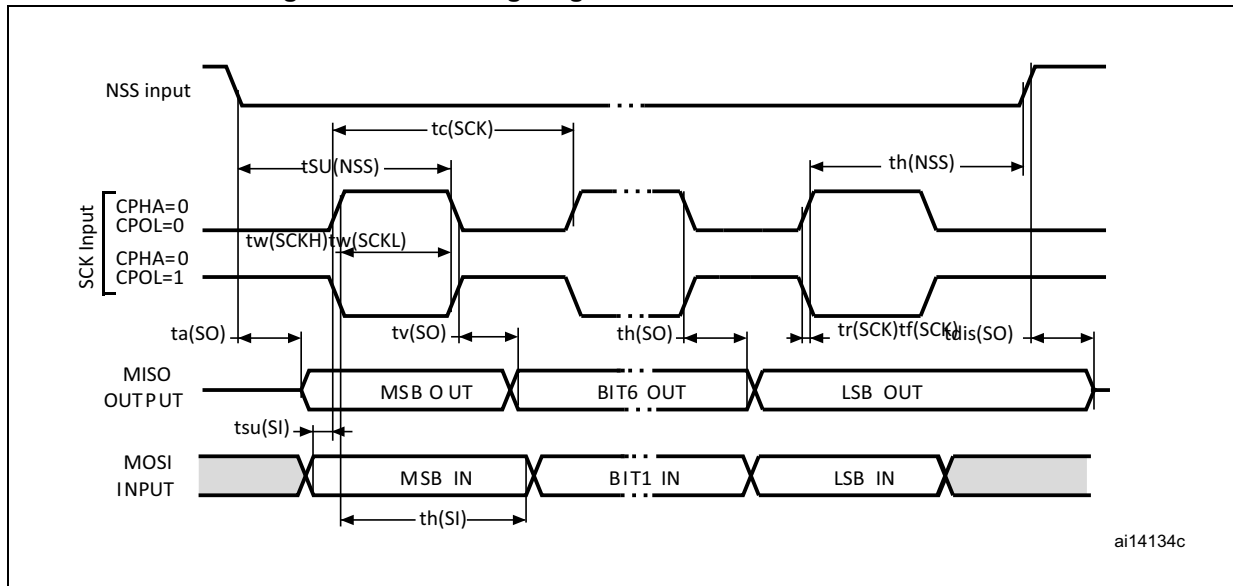 NSS input
tc(SCK)
tSU(NSS)
th(NSS)
SCK Input
CPHA=0
CPOL=0
tw(SCKH)
tw(SCKL)
CPHA=0
CPOL=1
ta(SO)
tv(SO)
th(SO)
tr(SCK)
tf(SCK)
tdis(SO)
MISO
OUTPUT
MSB OUT
BIT6 OUT
LSB OUT
tsu(SI)
MOSI
INPUT
MSB IN
BIT1 IN
LSB IN
th(SI)
ai14134c